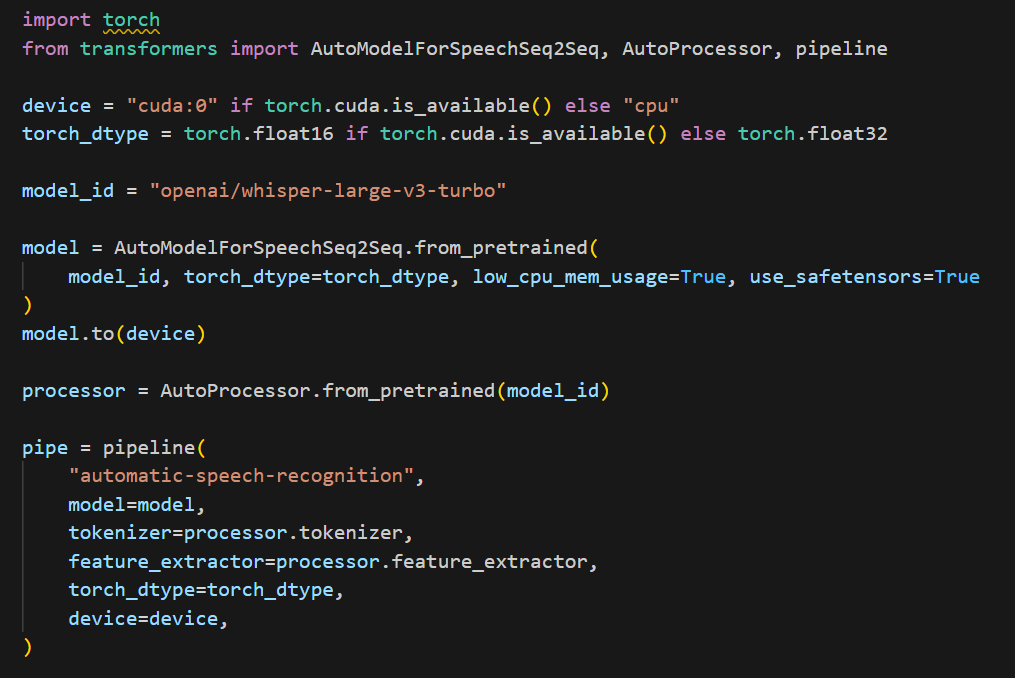 import torch
from transformers import AutoModelForSpeechSeq2Seq, AutoProcessor, pipeline

device = "cuda:0" if torch.cuda.is_available() else "cpu"
torch_dtype = torch.float16 if torch.cuda.is_available() else torch.float32

model_id = "openai/whisper-large-v3-turbo"

model = AutoModelForSpeechSeq2Seq.from_pretrained(
    model_id, torch_dtype=torch_dtype, low_cpu_mem_usage=True, use_safetensors=True
)
model.to(device)

processor = AutoProcessor.from_pretrained(model_id)

pipe = pipeline(
    "automatic-speech-recognition",
    model=model,
    tokenizer=processor.tokenizer,
    feature_extractor=processor.feature_extractor,
    torch_dtype=torch_dtype,
    device=device,
)